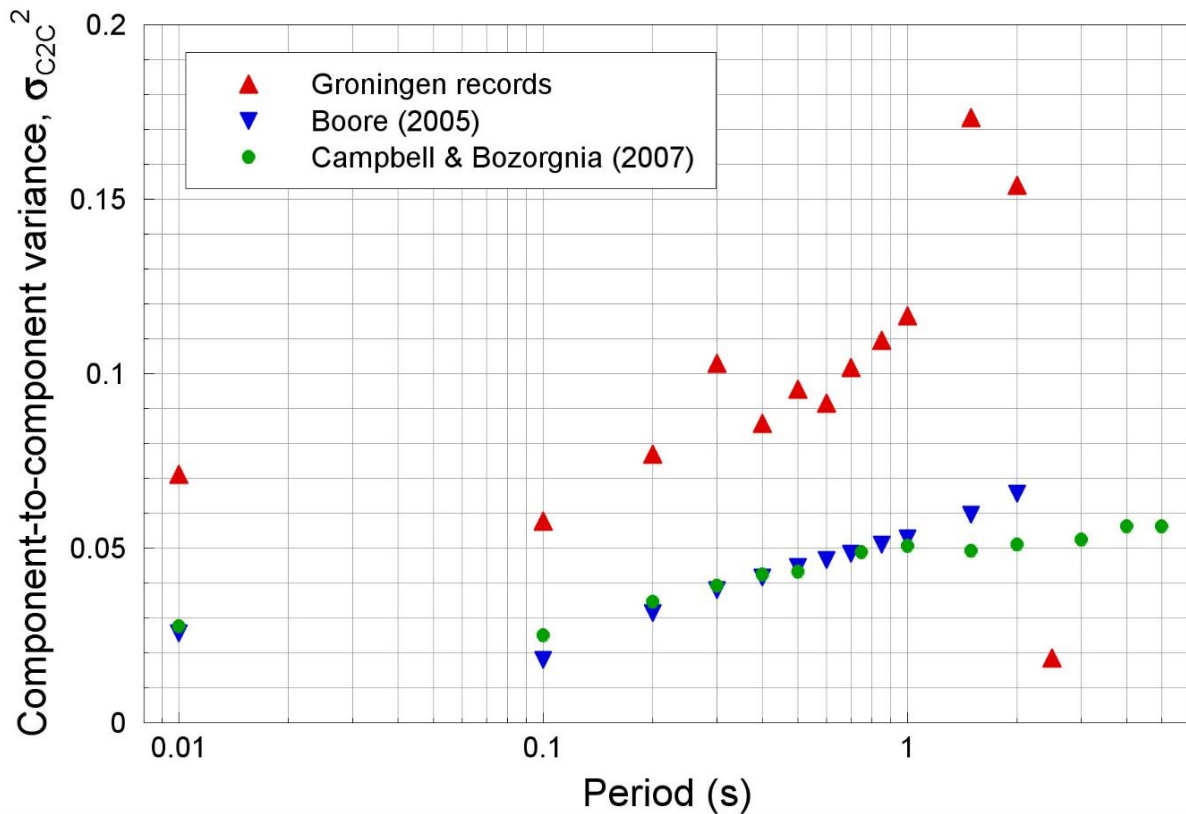 Component-to-component variance, σC2C²
0.2
0.15
0.1
0.05
0
Groningen records
Boore (2005)
Campbell & Bozorgnia (2007)
0.01
0.1
1
Period (s)